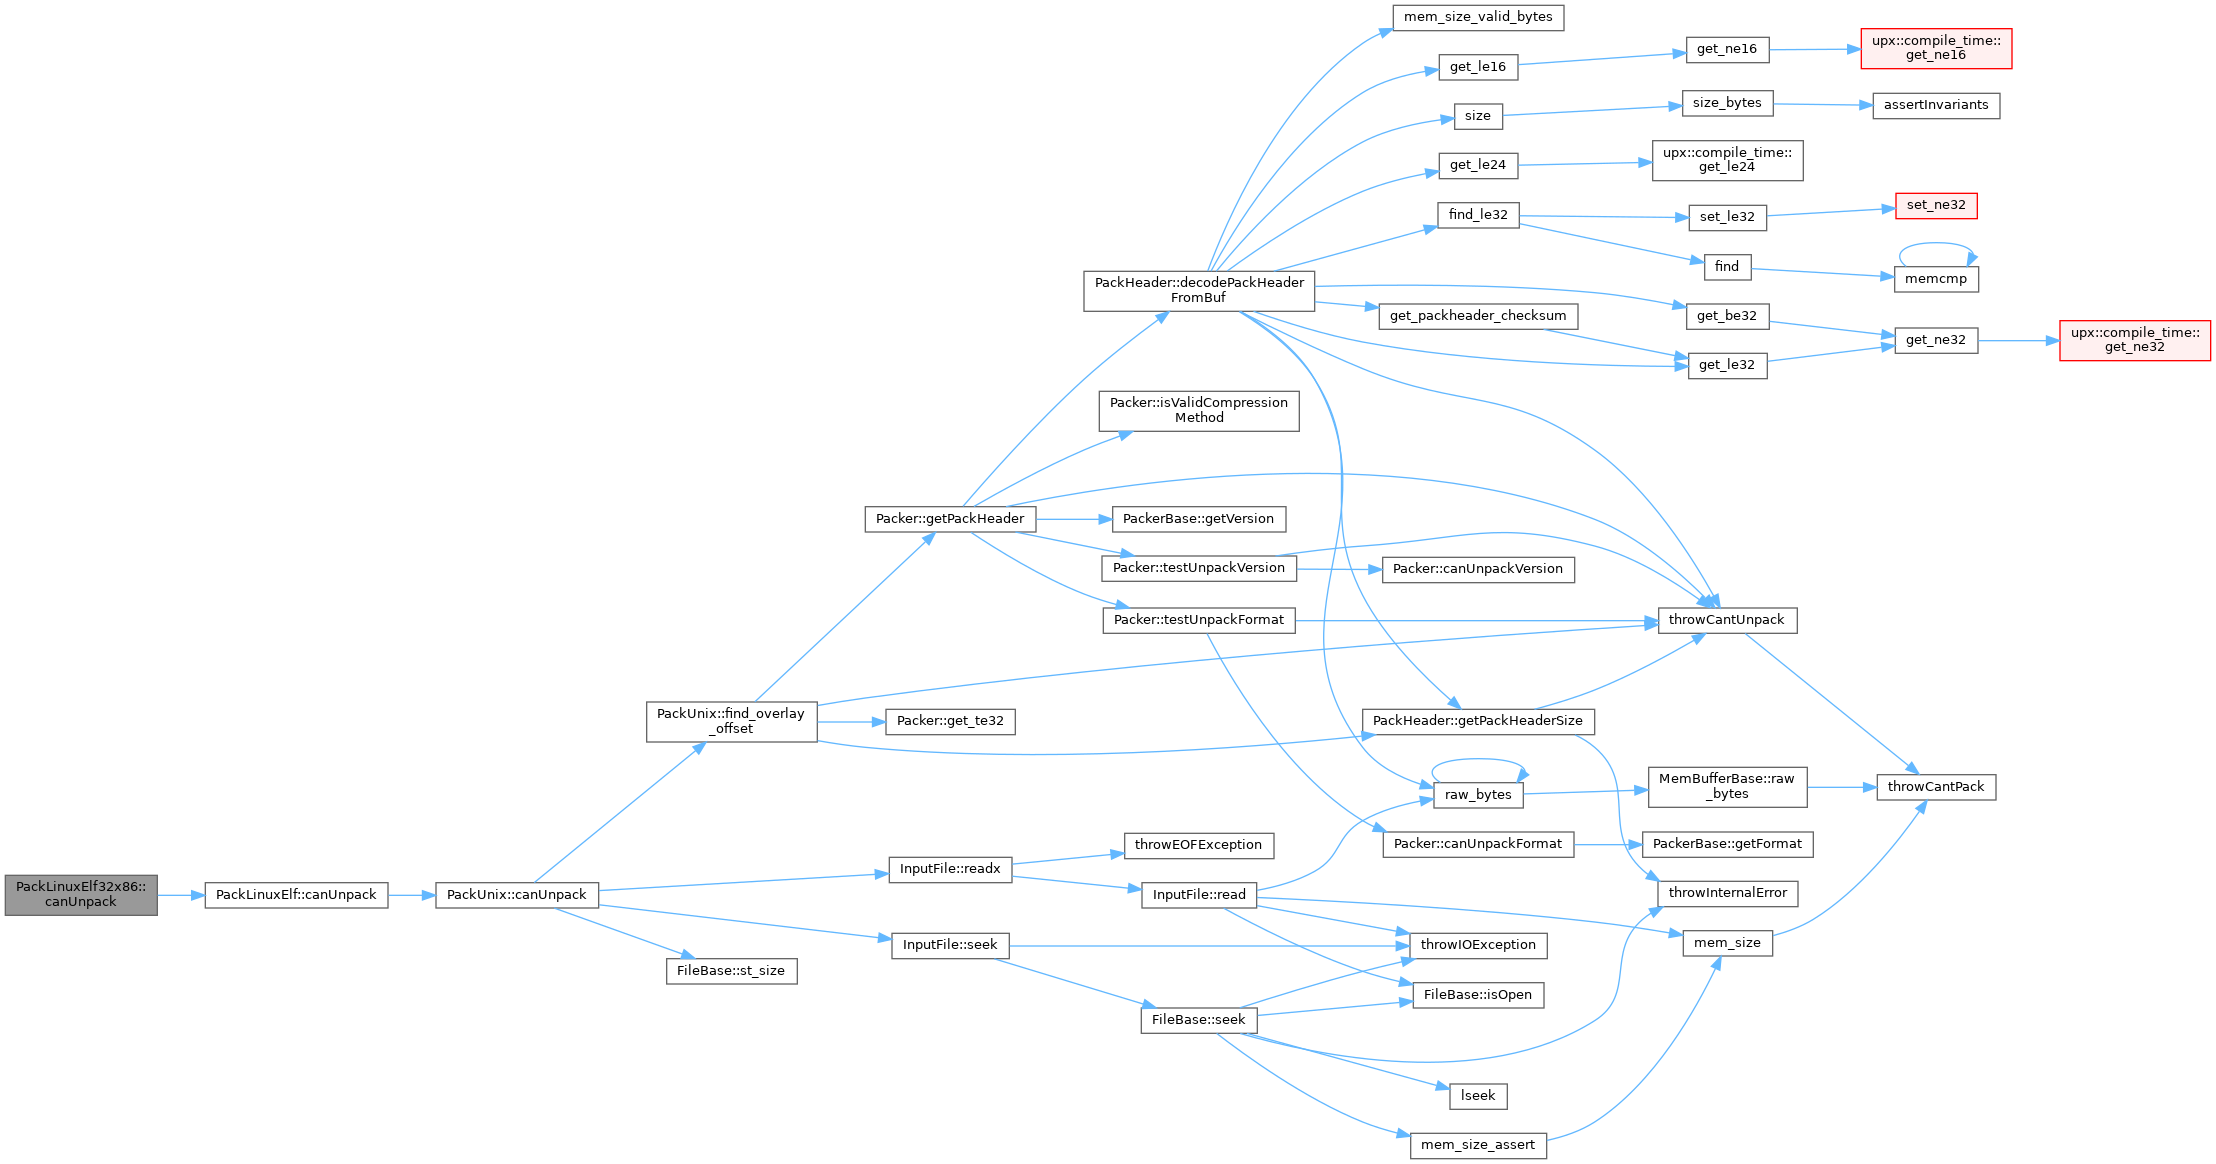 mem_size_valid_bytes
get_le16
get_ne16
upx::compile_time::
get_ne16
size
size_bytes
assertInvariants
get_le24
upx::compile_time::
get_le24
find_le32
set_le32
set_ne32
find
memcmp
PackHeader::decodePackHeader
FromBuf
get_packheader_checksum
get_be32
get_le32
get_ne32
upx::compile_time::
get_ne32
Packer::isValidCompression
Method
Packer::getPackHeader
PackerBase::getVersion
Packer::testUnpackVersion
Packer::canUnpackVersion
Packer::testUnpackFormat
throwCantUnpack
PackUnix::find_overlay
_offset
Packer::get_te32
PackHeader::getPackHeaderSize
raw_bytes
MemBufferBase::raw
_bytes
throwCantPack
throwEOFException
Packer::canUnpackFormat
PackerBase::getFormat
PackLinuxElf32x86::
canUnpack
PackLinuxElf::canUnpack
PackUnix::canUnpack
InputFile::readx
InputFile::read
throwInternalError
InputFile::seek
throwIOException
mem_size
FileBase::st_size
FileBase::isOpen
FileBase::seek
lseek
mem_size_assert